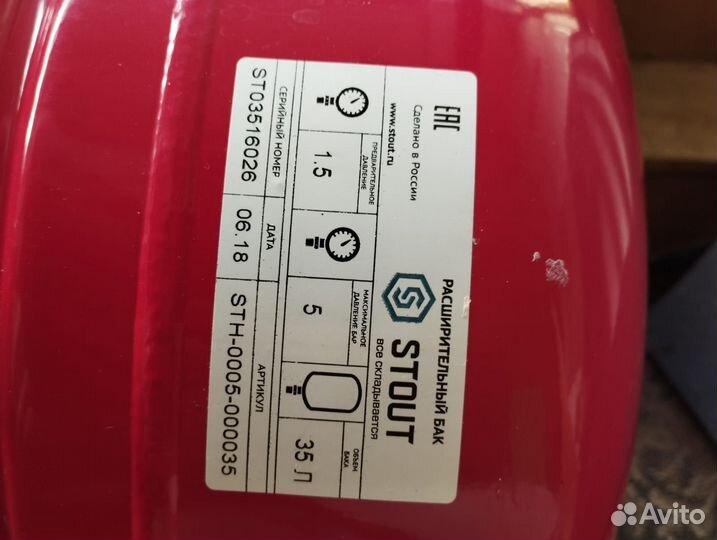 РАСШИРИТЕЛЬНЫЙ БАК
STOUT
все складывается
ЕАС
Сделано в России
www.stout.ru
ПРЕДВАРИТЕЛЬНОЕ ДАВЛЕНИЕ
1.5
МАКСИМАЛЬНОЕ ДАВЛЕНИЕ БАР
5
ОБЪЕМ БАКА
35 Л
СЕРИЙНЫЙ НОМЕР
ST03516026
ДАТА
06.18
АРТИКУЛ
STH-0005-000035
Avito